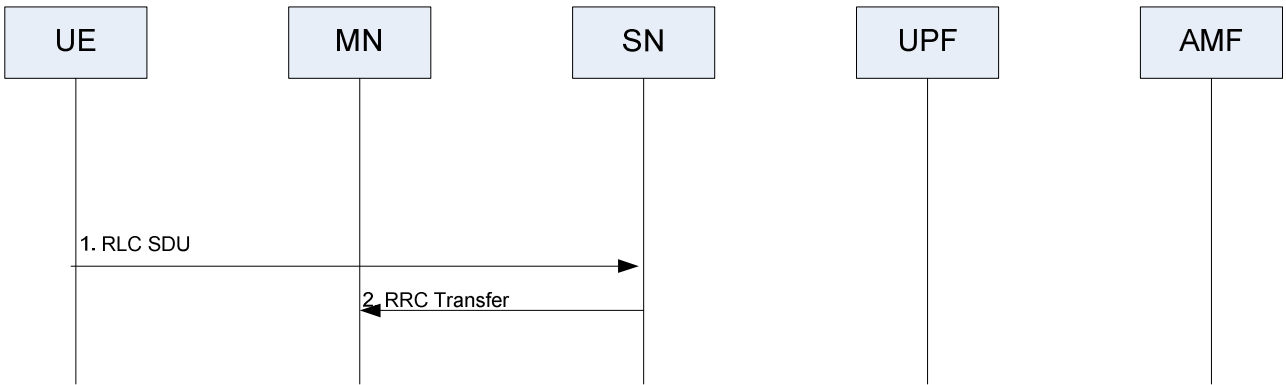 UE
MN
SN
UPF
AMF
1. RLC SDU
2. RRC Transfer